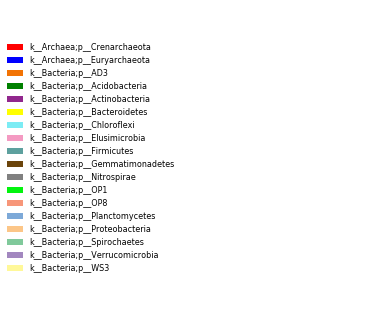 k__Archaea;p__Crenarchaeota
k__Archaea;p__Euryarchaeota
k__Bacteria;p__AD3
k__Bacteria;p__Acidobacteria
k__Bacteria;p__Actinobacteria
k__Bacteria;p__Bacteroidetes
k__Bacteria;p__Chloroflexi
k__Bacteria;p__Elusimicrobia
k__Bacteria;p__Firmicutes
k__Bacteria;p__Gemmatimonadetes
k__Bacteria;p__Nitrospirae
k__Bacteria;p__OP1
k__Bacteria;p__OP8
k__Bacteria;p__Planctomycetes
k__Bacteria;p__Proteobacteria
k__Bacteria;p__Spirochaetes
k__Bacteria;p__Verrucomicrobia
k__Bacteria;p__WS3